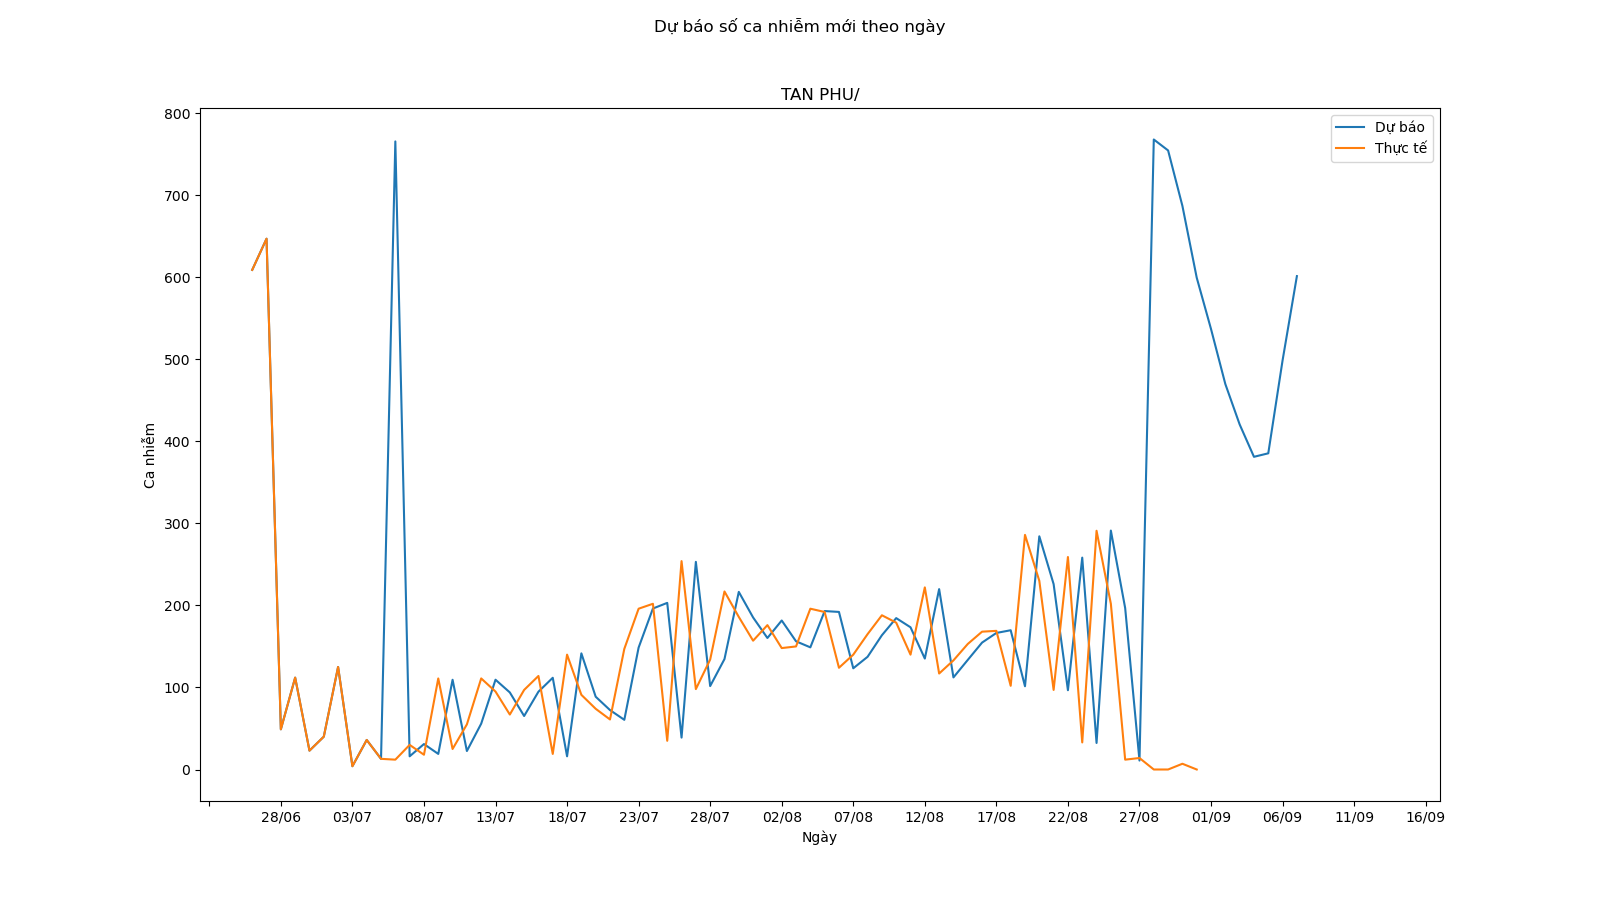 Dự báo số ca nhiễm mới theo ngày
TAN PHU/
800
700
600
500
400
300
200
100
0
Ca nhiễm
Dự báo
Thực tế
28/06 03/07 08/07 13/07 18/07 23/07 28/07 02/08 07/08 12/08 17/08 22/08 27/08 01/09 06/09 11/09 16/09
Ngày